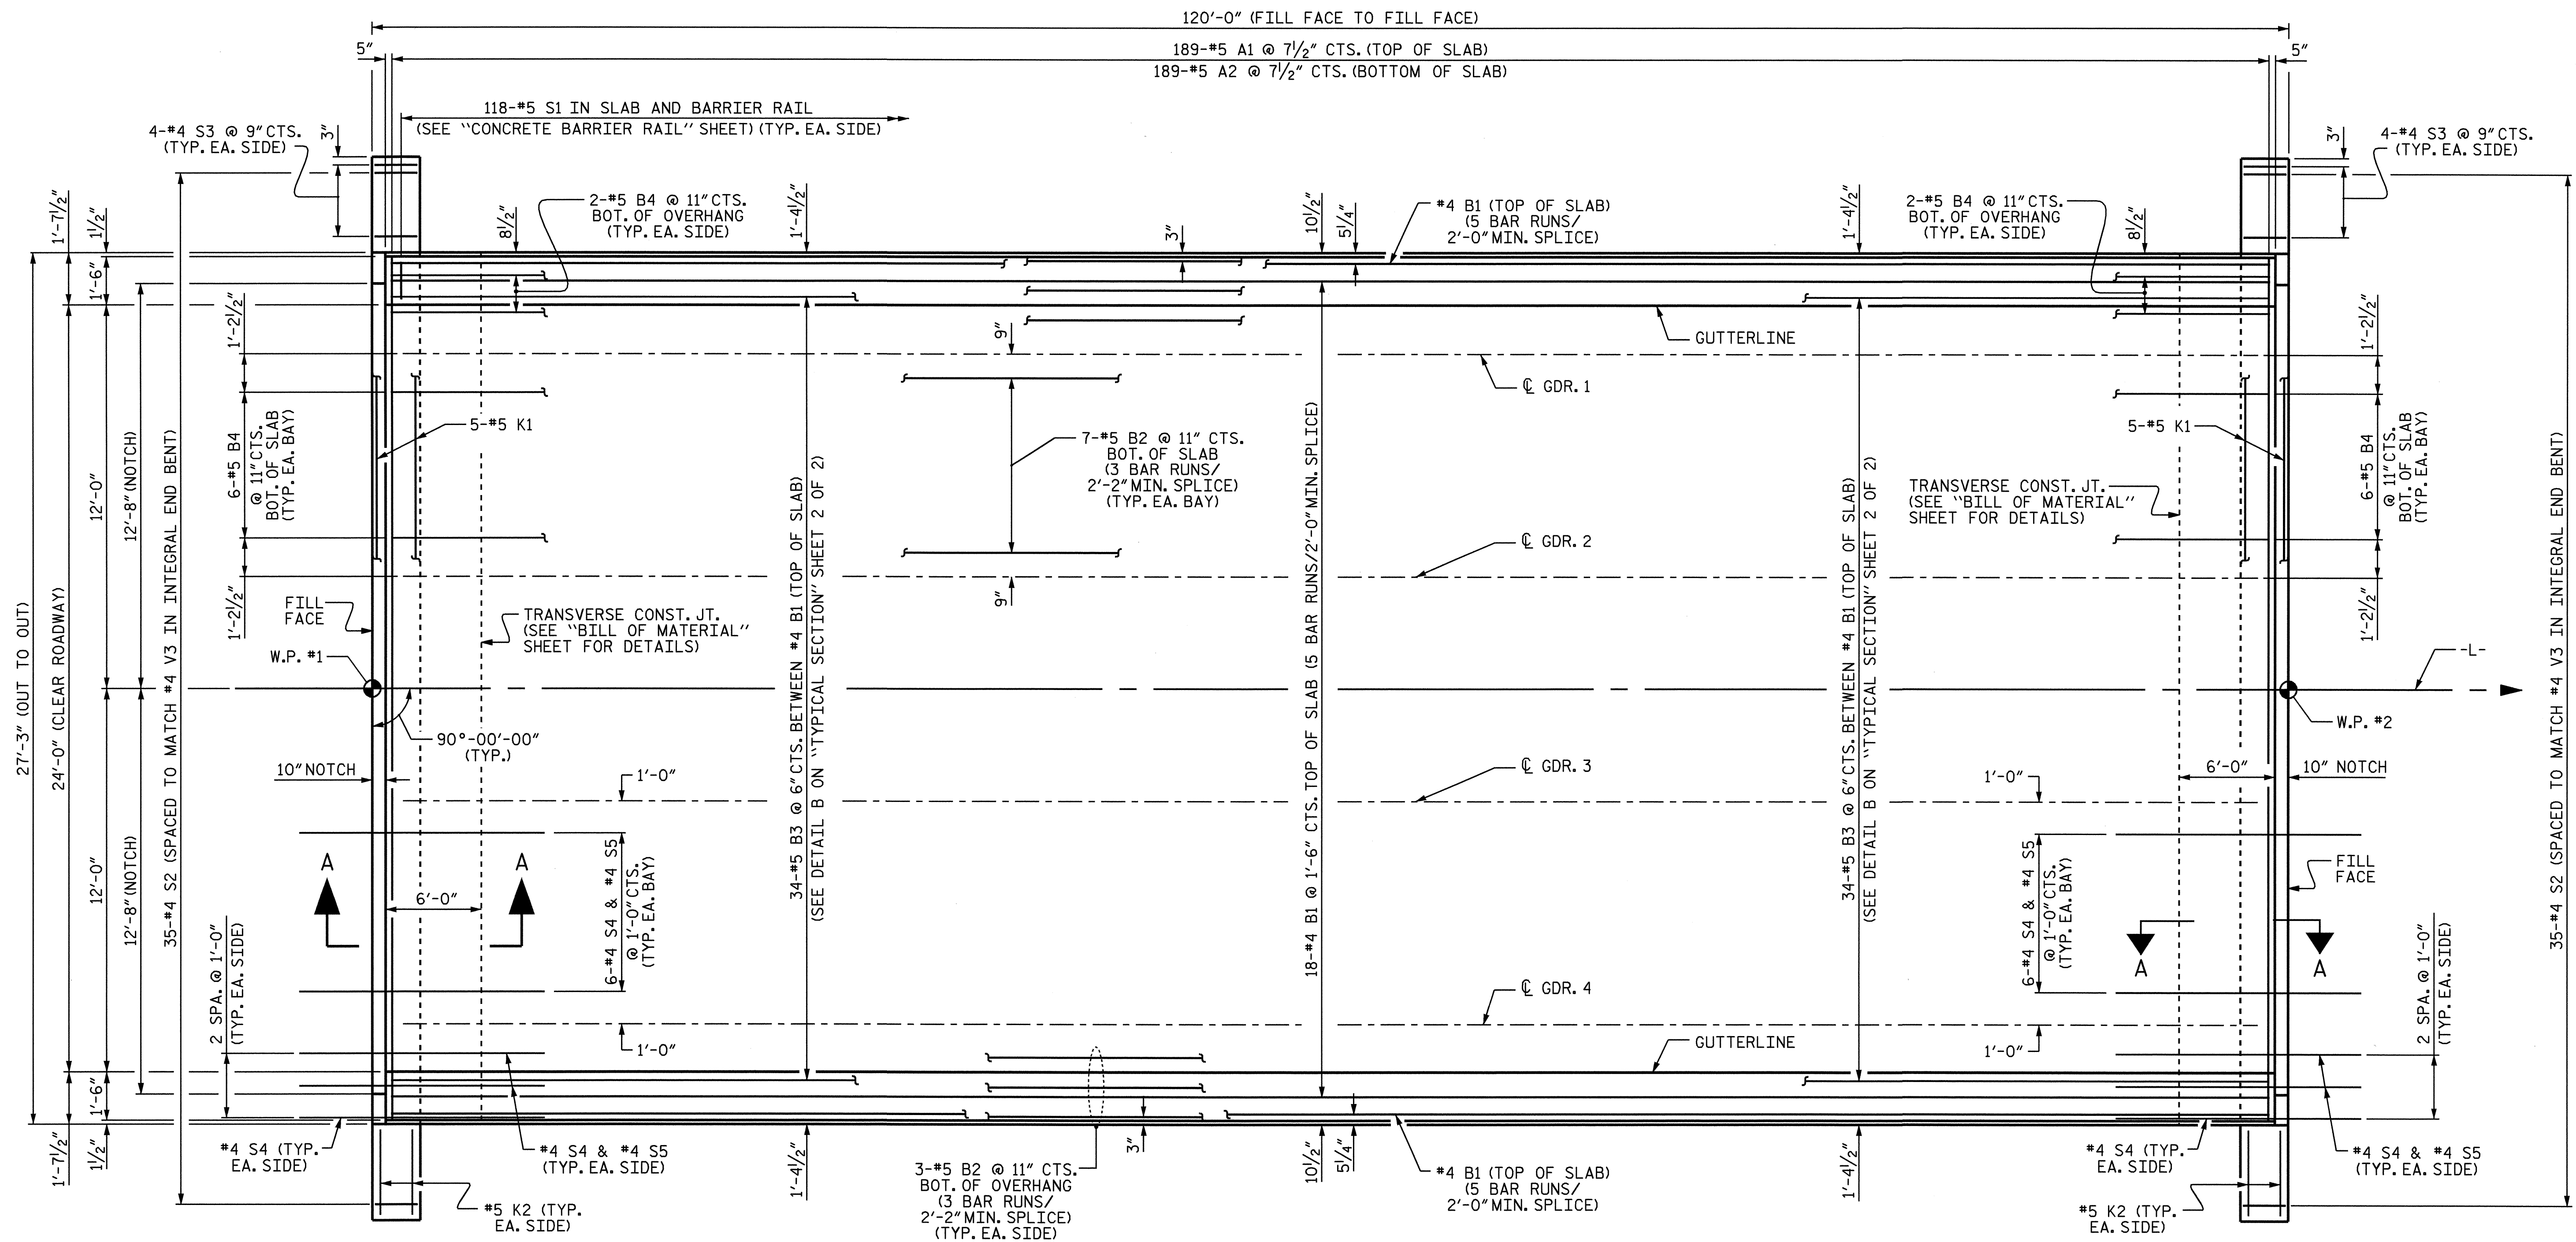 120'-0" (FILL FACE TO FILL FACE)
5"
189-#5 A1 @ 7½" CTS. (TOP OF SLAB)
189-#5 A2 @ 7½" CTS. (BOTTOM OF SLAB)
5"
118-#5 S1 IN SLAB AND BARRIER RAIL
(SEE "CONCRETE BARRIER RAIL" SHEET) (TYP. EA. SIDE)
4-#4 S3 @ 9" CTS.
(TYP. EA. SIDE)
3"
3"
4-#4 S3 @ 9" CTS.
(TYP. EA. SIDE)
1'-7½"
1½"
1'-6"
8½"
2-#5 B4 @ 11" CTS.
BOT. OF OVERHANG
(TYP. EA. SIDE)
1'-4½"
3"
10½"
5¼"
#4 B1 (TOP OF SLAB)
(5 BAR RUNS/
2'-0" MIN. SPLICE)
1'-4½"
2-#5 B4 @ 11" CTS.
BOT. OF OVERHANG
(TYP. EA. SIDE)
8½"
27'-3" (OUT TO OUT)
24'-0" (CLEAR ROADWAY)
12'-0"
12'-8" (NOTCH)
35-#4 S2 (SPACED TO MATCH #4 V3 IN INTEGRAL END BENT)
1'-2½"
6-#5 B4
@ 11" CTS.
BOT. OF SLAB
(TYP. EA. BAY)
1'-2½"
5-#5 K1
9"
7-#5 B2 @ 11" CTS.
BOT. OF SLAB
(3 BAR RUNS/
2'-2" MIN. SPLICE)
(TYP. EA. BAY)
9"
GUTTERLINE
℄ GDR. 1
℄ GDR. 2
34-#5 B3 @ 6" CTS. BETWEEN #4 B1 (TOP OF SLAB)
(SEE DETAIL B ON "TYPICAL SECTION" SHEET 2 OF 2)
18-#4 B1 @ 1'-6" CTS. TOP OF SLAB (5 BAR RUNS/2'-0" MIN. SPLICE)
34-#5 B3 @ 6" CTS. BETWEEN #4 B1 (TOP OF SLAB)
(SEE DETAIL B ON "TYPICAL SECTION" SHEET 2 OF 2)
5-#5 K1
TRANSVERSE CONST. JT.
(SEE "BILL OF MATERIAL"
SHEET FOR DETAILS)
1'-2½"
6-#5 B4
@ 11" CTS.
BOT. OF SLAB
(TYP. EA. BAY)
1'-2½"
35-#4 S2 (SPACED TO MATCH #4 V3 IN INTEGRAL END BENT)
FILL
FACE
TRANSVERSE CONST. JT.
(SEE "BILL OF MATERIAL"
SHEET FOR DETAILS)
W.P. #1
-L-
W.P. #2
90°-00'-00"
(TYP.)
10" NOTCH
1'-0"
℄ GDR. 3
1'-0"
6'-0"
10" NOTCH
12'-0"
12'-8" (NOTCH)
A
A
6'-0"
6-#4 S4 & #4 S5
@ 1'-0" CTS.
(TYP. EA. BAY)
6-#4 S4 & #4 S5
@ 1'-0" CTS.
(TYP. EA. BAY)
FILL
FACE
A
A
2 SPA. @ 1'-0"
(TYP. EA. SIDE)
1'-0"
℄ GDR. 4
GUTTERLINE
1'-0"
2 SPA. @ 1'-0"
(TYP. EA. SIDE)
1'-6"
1½"
1'-7½"
#4 S4 (TYP.
EA. SIDE)
#4 S4 & #4 S5
(TYP. EA. SIDE)
#5 K2 (TYP.
EA. SIDE)
1'-4½"
3-#5 B2 @ 11" CTS.
BOT. OF OVERHANG
(3 BAR RUNS/
2'-2" MIN. SPLICE)
(TYP. EA. SIDE)
3"
10½"
5¼"
#4 B1 (TOP OF SLAB)
(5 BAR RUNS/
2'-0" MIN. SPLICE)
1'-4½"
#4 S4 (TYP.
EA. SIDE)
#4 S4 & #4 S5
(TYP. EA. SIDE)
#5 K2 (TYP.
EA. SIDE)